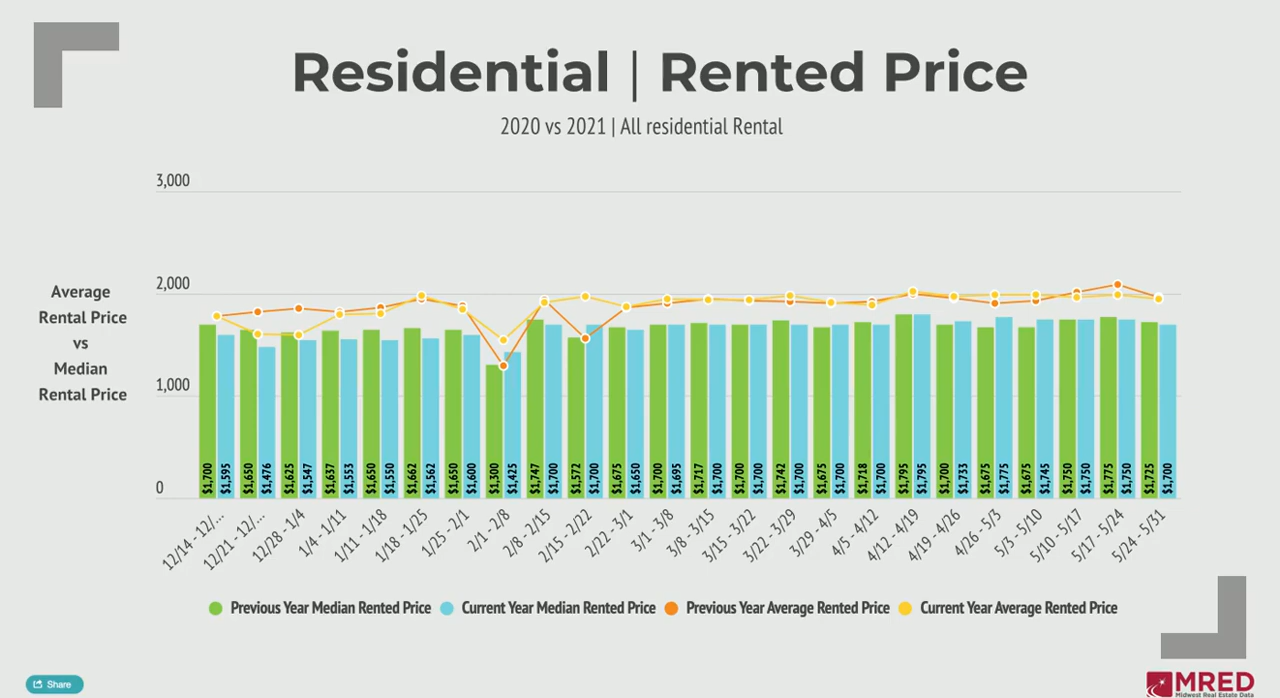 Residential | Rented Price
2020 vs 2021 | All residential Rental
3,000
2,000
1,000
0
Average
Rental Price
vs
Median
Rental Price
$1,700
$1,595
$1,650
$1,476
$1,625
$1,547
$1,637
$1,553
$1,650
$1,550
$1,662
$1,562
$1,650
$1,600
$1,300
$1,425
$1,747
$1,700
$1,572
$1,700
$1,675
$1,650
$1,700
$1,695
$1,717
$1,700
$1,700
$1,700
$1,742
$1,700
$1,675
$1,700
$1,718
$1,700
$1,795
$1,795
$1,700
$1,733
$1,675
$1,775
$1,675
$1,745
$1,750
$1,750
$1,775
$1,750
$1,725
$1,700
12/14 - 12/...
12/21 - 12/...
12/28 - 1/4
1/4 - 1/11
1/11 - 1/18
1/18 - 1/25
1/25 - 2/1
2/1 - 2/8
2/8 - 2/15
2/15 - 2/22
2/22 - 3/1
3/1 - 3/8
3/8 - 3/15
3/15 - 3/22
3/22 - 3/29
3/29 - 4/5
4/5 - 4/12
4/12 - 4/19
4/19 - 4/26
4/26 - 5/3
5/3 - 5/10
5/10 - 5/17
5/17 - 5/24
5/24 - 5/31
Previous Year Median Rented Price
Current Year Median Rented Price
Previous Year Average Rented Price
Current Year Average Rented Price
Share
MRED
Midwest Real Estate Data